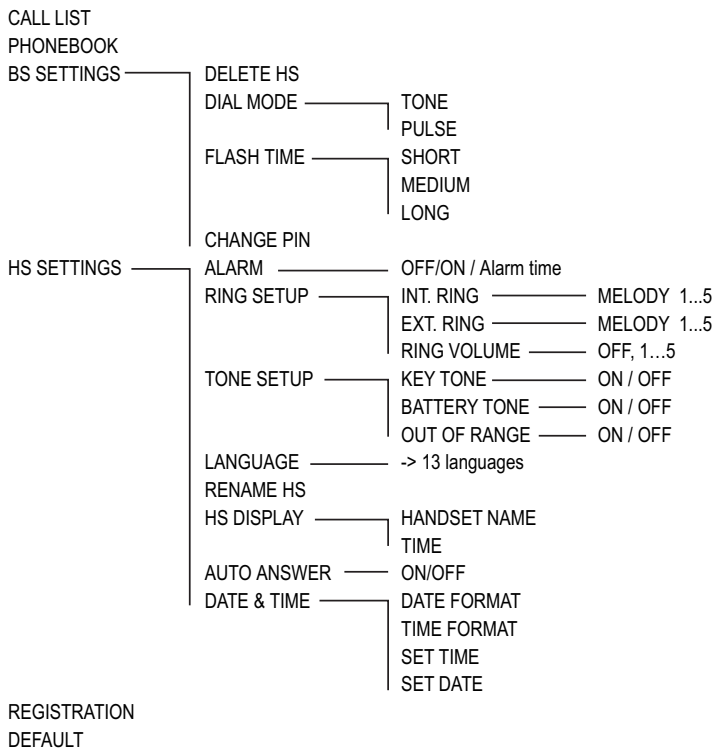 CALL LIST
PHONEBOOK
BS SETTINGS DELETE HS
DIAL MODE TONE
PULSE
FLASH TIME SHORT
MEDIUM
LONG
CHANGE PIN
HS SETTINGS ALARM OFF/ON / Alarm time
RING SETUP INT. RING MELODY 1...5
EXT. RING MELODY 1...5
RING VOLUME OFF, 1…5
TONE SETUP KEY TONE ON / OFF
BATTERY TONE ON / OFF
OUT OF RANGE ON / OFF
LANGUAGE -> 13 languages
RENAME HS
HS DISPLAY HANDSET NAME
TIME
AUTO ANSWER ON/OFF
DATE & TIME DATE FORMAT
TIME FORMAT
SET TIME
SET DATE
REGISTRATION
DEFAULT